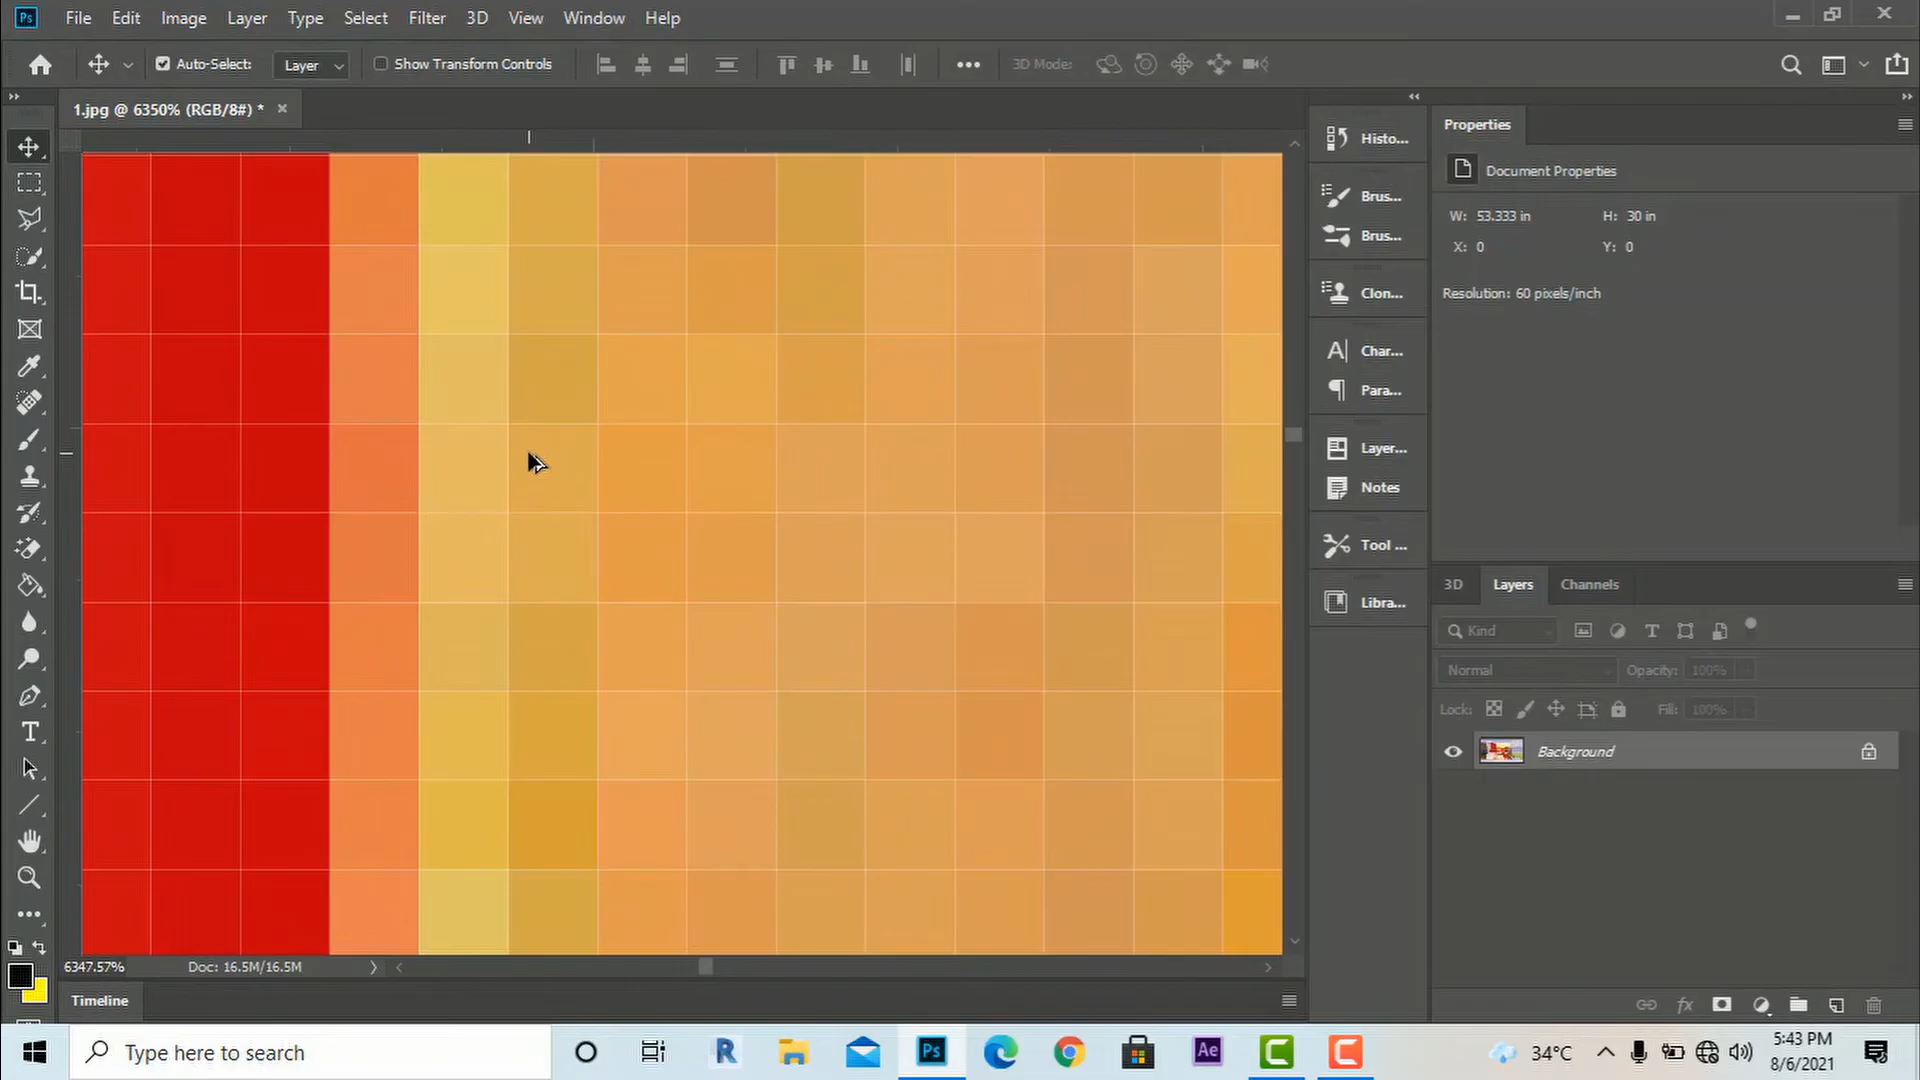 Ps File Edit Image Layer Type Select Filter 3D View Window Help
Auto-Select: Layer Show Transform Controls 3D Mode:
1.jpg @ 6350% (RGB/8#) *
Histo...
Brus...
Brus...
Clon...
Char...
Para...
Layer...
Notes
Tool ...
Libra...
Properties
Document Properties
W: 53.333 in H: 30 in
X: 0 Y: 0
Resolution: 60 pixels/inch
3D Layers Channels
Kind
Normal Opacity: 100%
Lock: Fill: 100%
Background
fx
6347.57% Doc: 16.5M/16.5M
Timeline
Type here to search
R
Ps
Ae
34°C
5:43 PM
8/6/2021